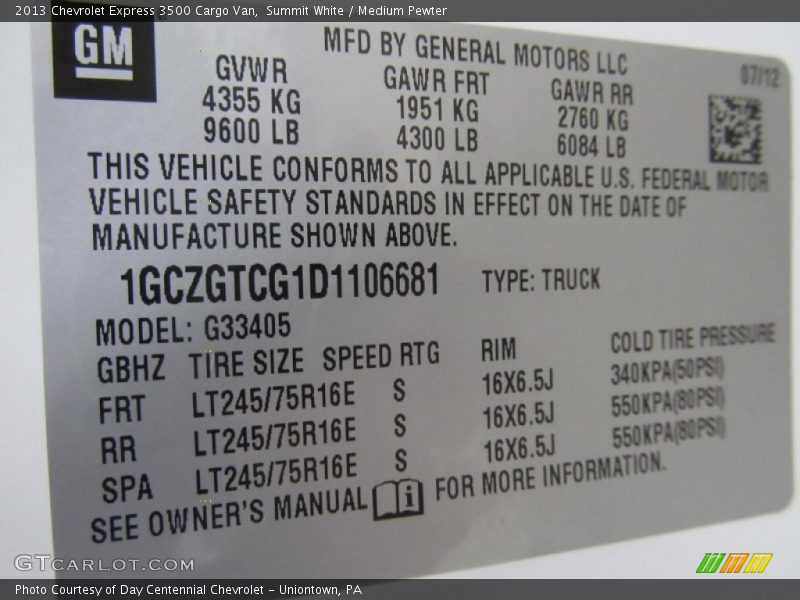 2013 Chevrolet Express 3500 Cargo Van,  Summit White / Medium Pewter
GM
MFD BY GENERAL MOTORS LLC
07/12
GVWR GAWR FRT GAWR RR
4355 KG 1951 KG 2760 KG
9600 LB 4300 LB 6084 LB
THIS VEHICLE CONFORMS TO ALL APPLICABLE U.S. FEDERAL MOTOR
VEHICLE SAFETY STANDARDS IN EFFECT ON THE DATE OF
MANUFACTURE SHOWN ABOVE.
1GCZGTCG1D1106681 TYPE: TRUCK
MODEL: G33405
GBHZ TIRE SIZE SPEED RTG RIM COLD TIRE PRESSURE
FRT LT245/75R16E S 16X6.5J 340KPA(50PSI)
RR LT245/75R16E S 16X6.5J 550KPA(80PSI)
SPA LT245/75R16E S 16X6.5J 550KPA(80PSI)
SEE OWNER'S MANUAL i FOR MORE INFORMATION.
GTCARLOT.COM
Photo Courtesy of Day Centennial Chevrolet - Uniontown, PA